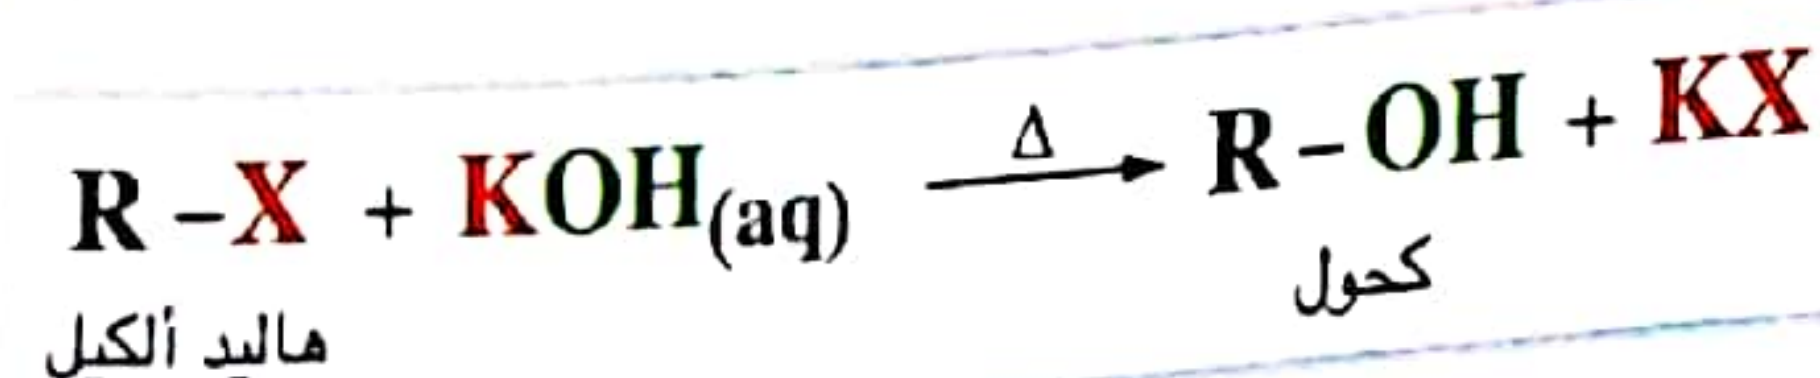 R – X + KOH(aq) —Δ→ R – OH + KX
هاليد ألكيل كحول